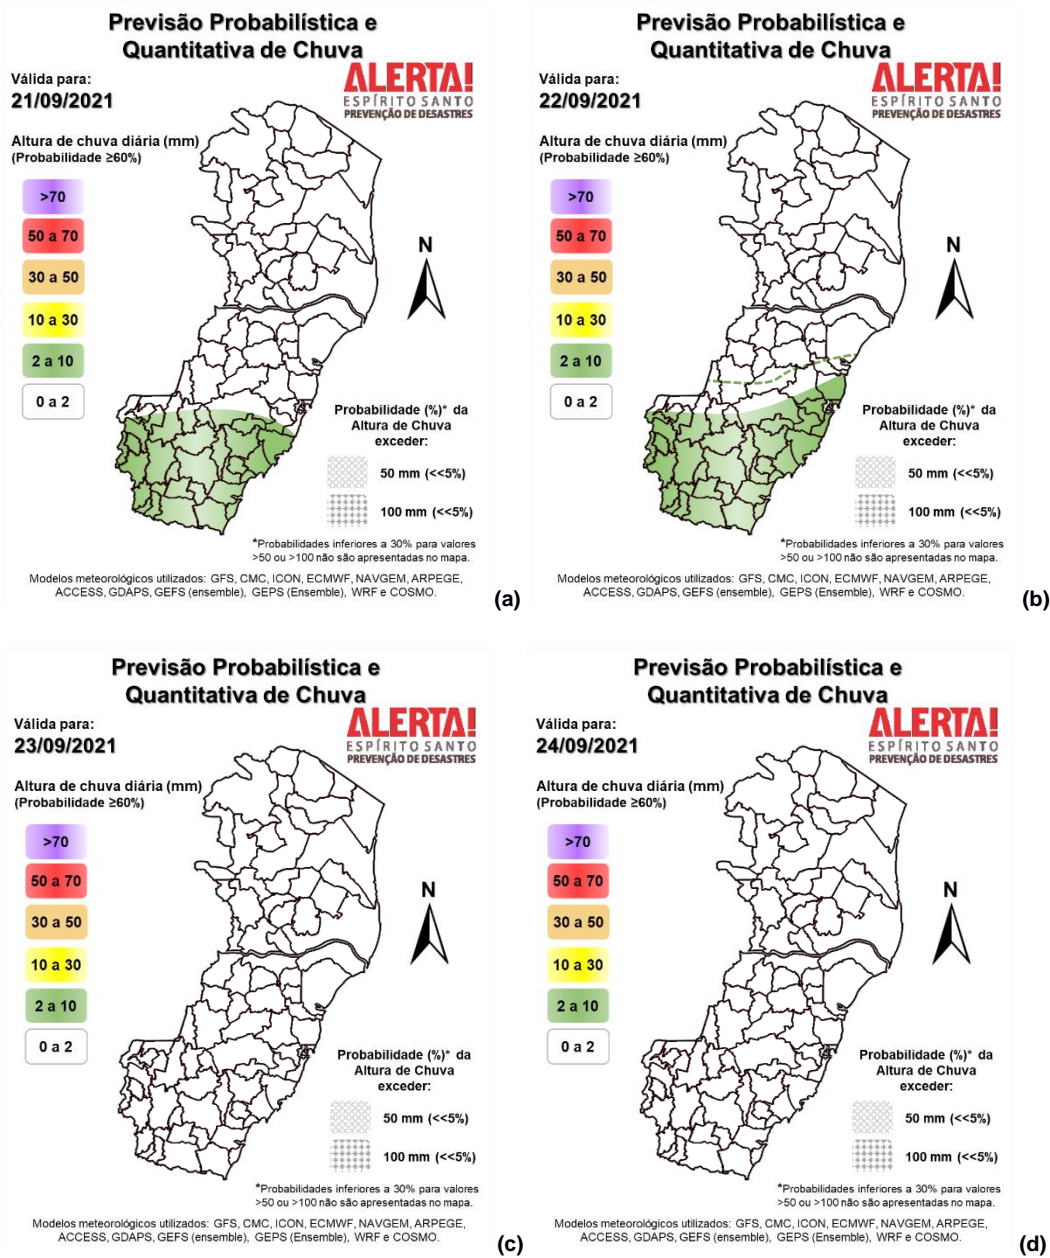 Previsão Probabilística e
Quantitativa de Chuva
Válida para:
21/09/2021
ALERTA!
ESPÍRITO SANTO
PREVENÇÃO DE DESASTRES
Altura de chuva diária (mm)
(Probabilidade ≥60%)
>70
50 a 70
30 a 50
10 a 30
2 a 10
0 a 2
N
Probabilidade (%)* da
Altura de Chuva
exceder:
50 mm (<<5%)
100 mm (<<5%)
*Probabilidades inferiores a 30% para valores
>50 ou >100 não são apresentadas no mapa.
Modelos meteorológicos utilizados: GFS, CMC, ICON, ECMWF, NAVGEM, ARPEGE,
ACCESS, GDAPS, GEFS (ensemble), GEPS (Ensemble), WRF e COSMO.
(a)
Previsão Probabilística e
Quantitativa de Chuva
Válida para:
22/09/2021
ALERTA!
ESPÍRITO SANTO
PREVENÇÃO DE DESASTRES
Altura de chuva diária (mm)
(Probabilidade ≥60%)
>70
50 a 70
30 a 50
10 a 30
2 a 10
0 a 2
N
Probabilidade (%)* da
Altura de Chuva
exceder:
50 mm (<<5%)
100 mm (<<5%)
*Probabilidades inferiores a 30% para valores
>50 ou >100 não são apresentadas no mapa.
Modelos meteorológicos utilizados: GFS, CMC, ICON, ECMWF, NAVGEM, ARPEGE,
ACCESS, GDAPS, GEFS (ensemble), GEPS (Ensemble), WRF e COSMO.
(b)
Previsão Probabilística e
Quantitativa de Chuva
Válida para:
23/09/2021
ALERTA!
ESPÍRITO SANTO
PREVENÇÃO DE DESASTRES
Altura de chuva diária (mm)
(Probabilidade ≥60%)
>70
50 a 70
30 a 50
10 a 30
2 a 10
0 a 2
N
Probabilidade (%)* da
Altura de Chuva
exceder:
50 mm (<<5%)
100 mm (<<5%)
*Probabilidades inferiores a 30% para valores
>50 ou >100 não são apresentadas no mapa.
Modelos meteorológicos utilizados: GFS, CMC, ICON, ECMWF, NAVGEM, ARPEGE,
ACCESS, GDAPS, GEFS (ensemble), GEPS (Ensemble), WRF e COSMO.
(c)
Previsão Probabilística e
Quantitativa de Chuva
Válida para:
24/09/2021
ALERTA!
ESPÍRITO SANTO
PREVENÇÃO DE DESASTRES
Altura de chuva diária (mm)
(Probabilidade ≥60%)
>70
50 a 70
30 a 50
10 a 30
2 a 10
0 a 2
N
Probabilidade (%)* da
Altura de Chuva
exceder:
50 mm (<<5%)
100 mm (<<5%)
*Probabilidades inferiores a 30% para valores
>50 ou >100 não são apresentadas no mapa.
Modelos meteorológicos utilizados: GFS, CMC, ICON, ECMWF, NAVGEM, ARPEGE,
ACCESS, GDAPS, GEFS (ensemble), GEPS (Ensemble), WRF e COSMO.
(d)